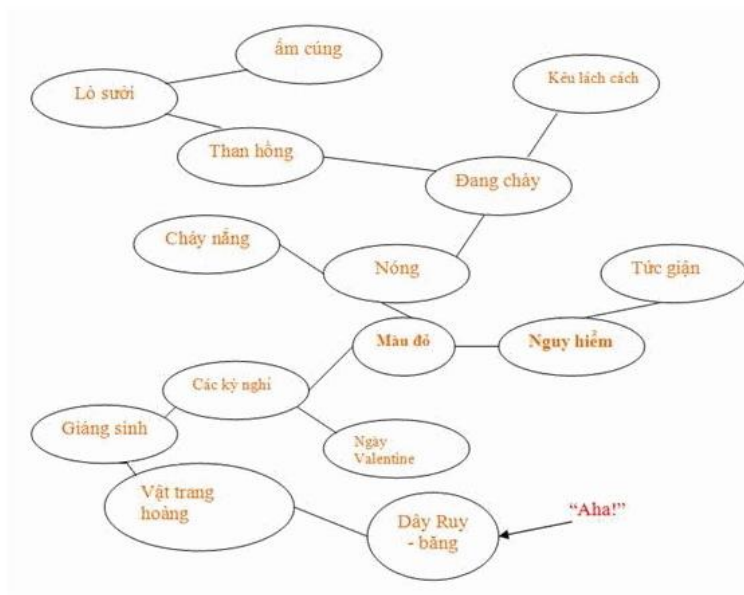 ấm cúng
Lò sưởi
Kêu lách cách
Than hồng
Đang cháy
Cháy nắng
Nóng
Tức giận
Màu đỏ
Nguy hiểm
Các kỳ nghỉ
Giáng sinh
Ngày
Valentine
Vật trang
hoàng
Dây Ruy
- băng
“Aha!”